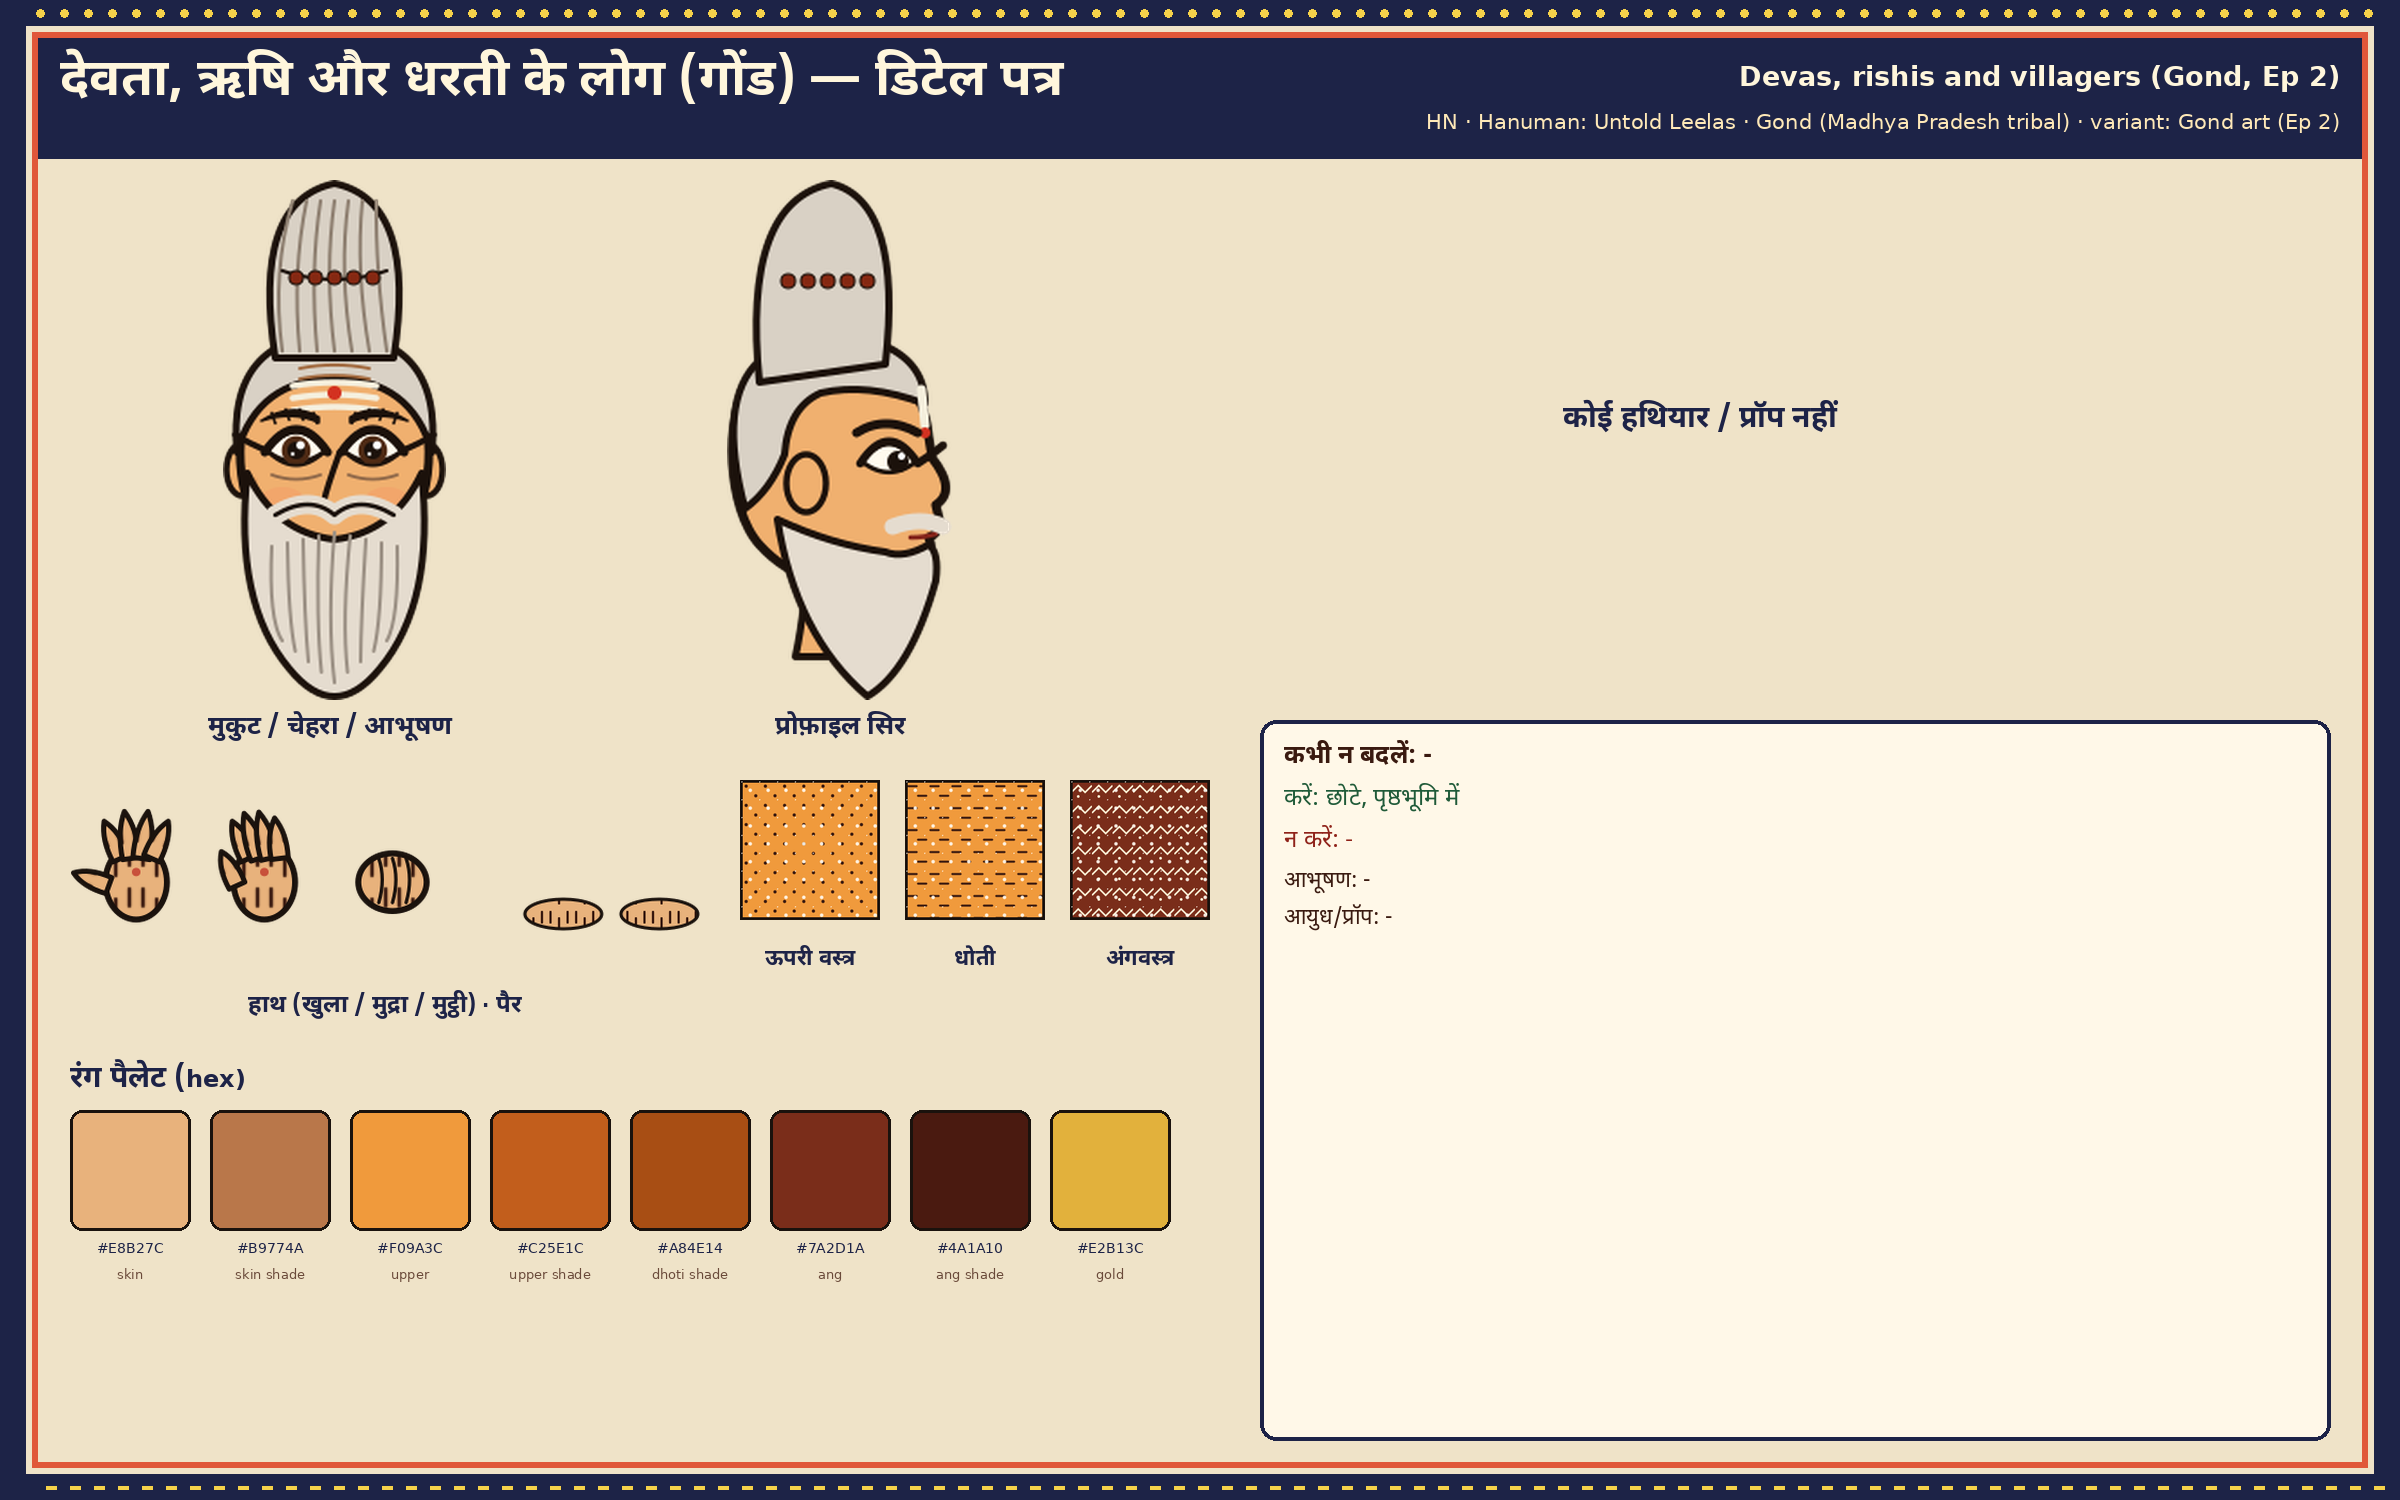 देवता, ऋषि और धरती के लोग (गोंड) — डिटेल पत्र
Devas, rishis and villagers (Gond, Ep 2)
HN · Hanuman: Untold Leelas · Gond (Madhya Pradesh tribal) · variant: Gond art (Ep 2)
कोई हथियार / प्रॉप नहीं
मुकुट / चेहरा / आभूषण
प्रोफ़ाइल सिर
ऊपरी वस्त्र
धोती
अंगवस्त्र
हाथ (खुला / मुद्रा / मुट्ठी) · पैर
कभी न बदलें: -
करें: छोटे, पृष्ठभूमि में
न करें: -
आभूषण: -
आयुध/प्रॉप: -
रंग पैलेट (hex)
#E8B27C #B9774A #F09A3C #C25E1C #A84E14 #7A2D1A #4A1A10 #E2B13C
skin skin shade upper upper shade dhoti shade ang ang shade gold